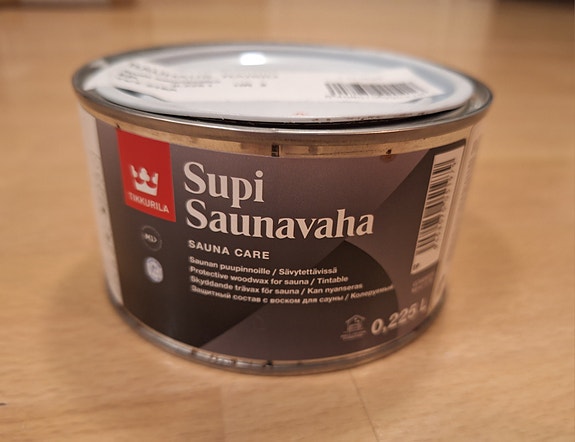 TIKKURILA
Supi
Saunavaha
SAUNA CARE
Saunan puupinnoille / Sävytettävissä
Protective woodwax for sauna / Tintable
Skyddande trävax för sauna / Kan nyanseras
Защитный состав с воском для сауны / Колеруемый
0,225 L